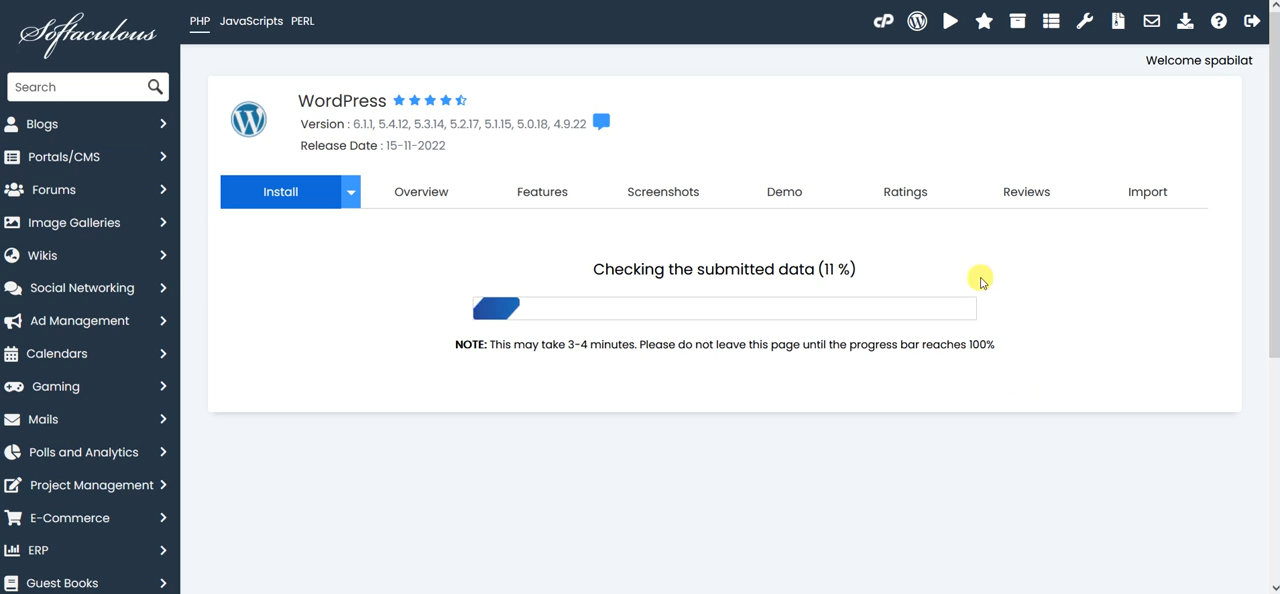 Softaculous
PHP JavaScripts PERL
cP
Welcome spabilat
Search
Blogs
Portals/CMS
Forums
Image Galleries
Wikis
Social Networking
Ad Management
Calendars
Gaming
Mails
Polls and Analytics
Project Management
E-Commerce
ERP
Guest Books
WordPress
Version : 6.1.1, 5.4.12, 5.3.14, 5.2.17, 5.1.15, 5.0.18, 4.9.22
Release Date : 15-11-2022
Install Overview Features Screenshots Demo Ratings Reviews Import
Checking the submitted data (11 %)
NOTE: This may take 3-4 minutes. Please do not leave this page until the progress bar reaches 100%